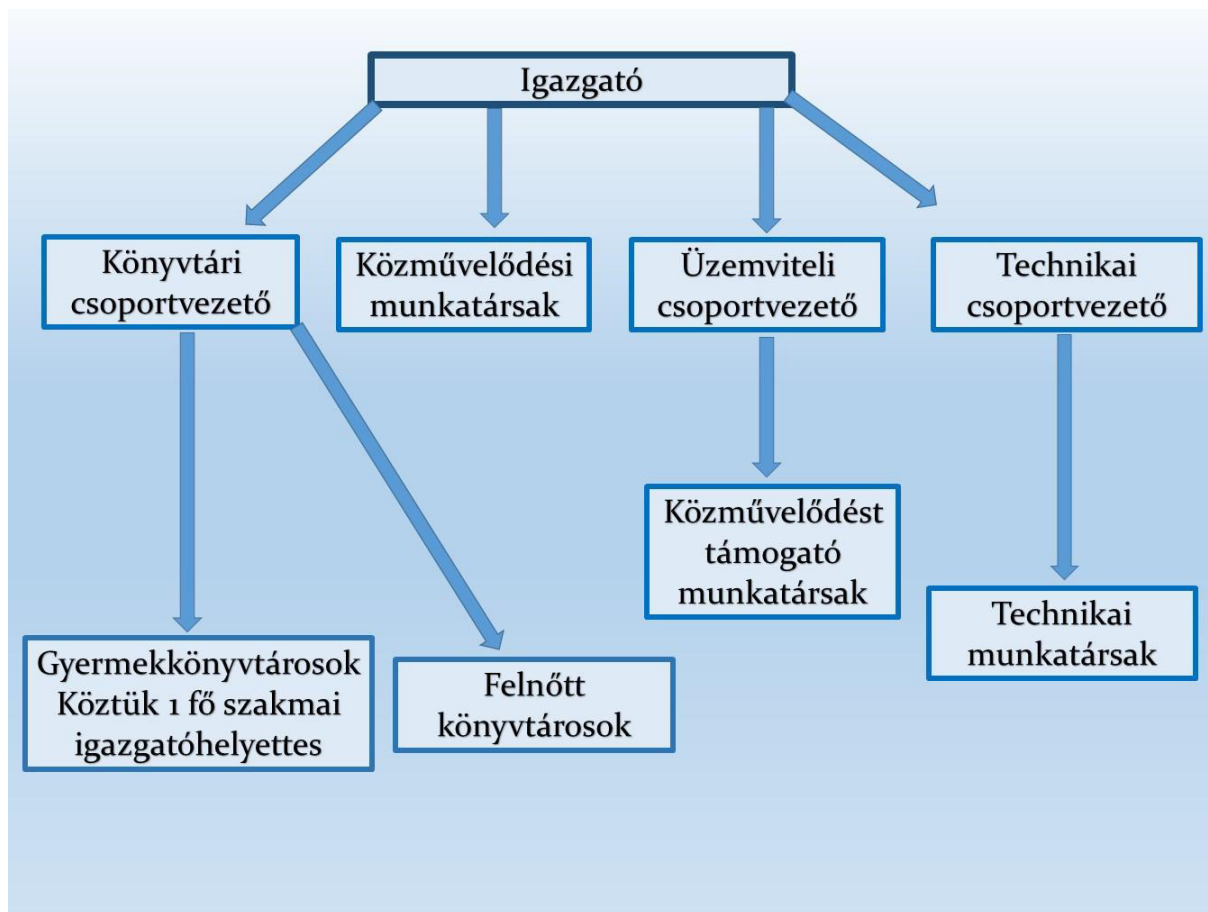 Igazgató
Könyvtári
csoportvezető
Közművelődési
munkatársak
Üzemviteli
csoportvezető
Technikai
csoportvezető
Közművelődést
támogató
munkatársak
Technikai
munkatársak
Gyermekkönyvtárosok
Köztük 1 fő szakmai
igazgatóhelyettes
Felnőtt
könyvtárosok